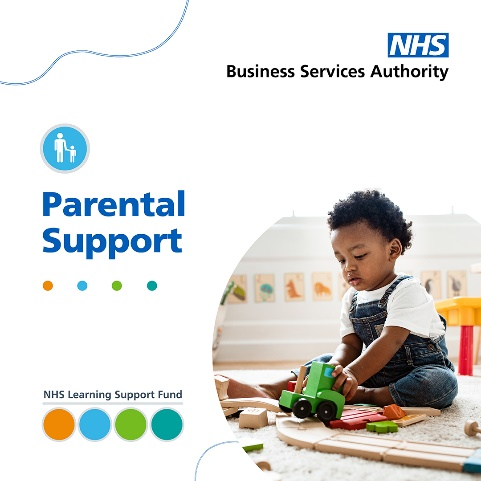 NHS
Business Services Authority
Parental
Support
NHS Learning Support Fund